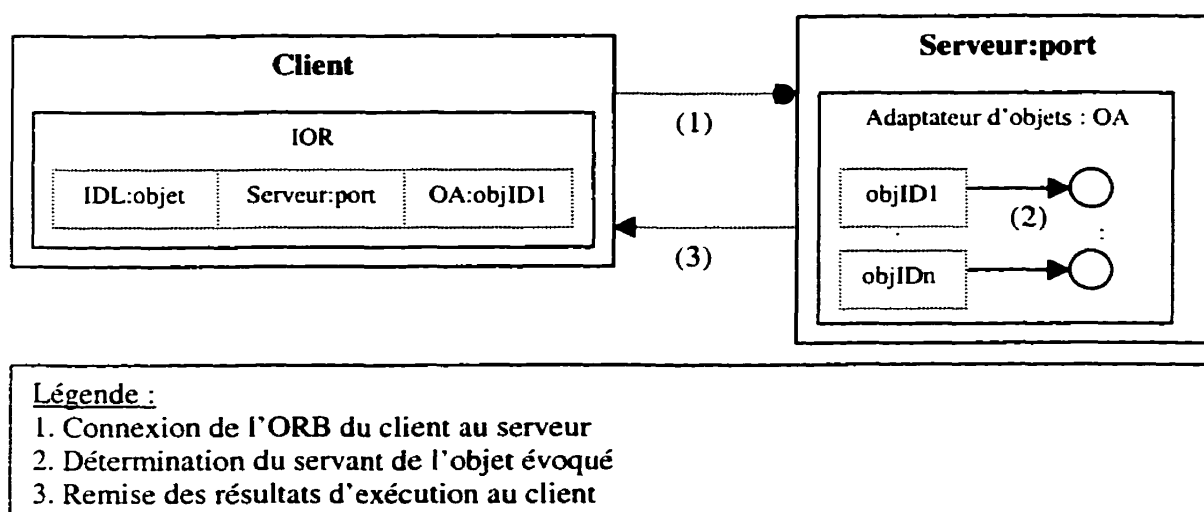 Client
IOR
IDL:objet
Serveur:port
OA:objID1
(1)
(3)
Serveur:port
Adaptateur d'objets : OA
objID1
(2)
objIDn
Légende :
1. Connexion de l'ORB du client au serveur
2. Détermination du servant de l'objet évoqué
3. Remise des résultats d'exécution au client